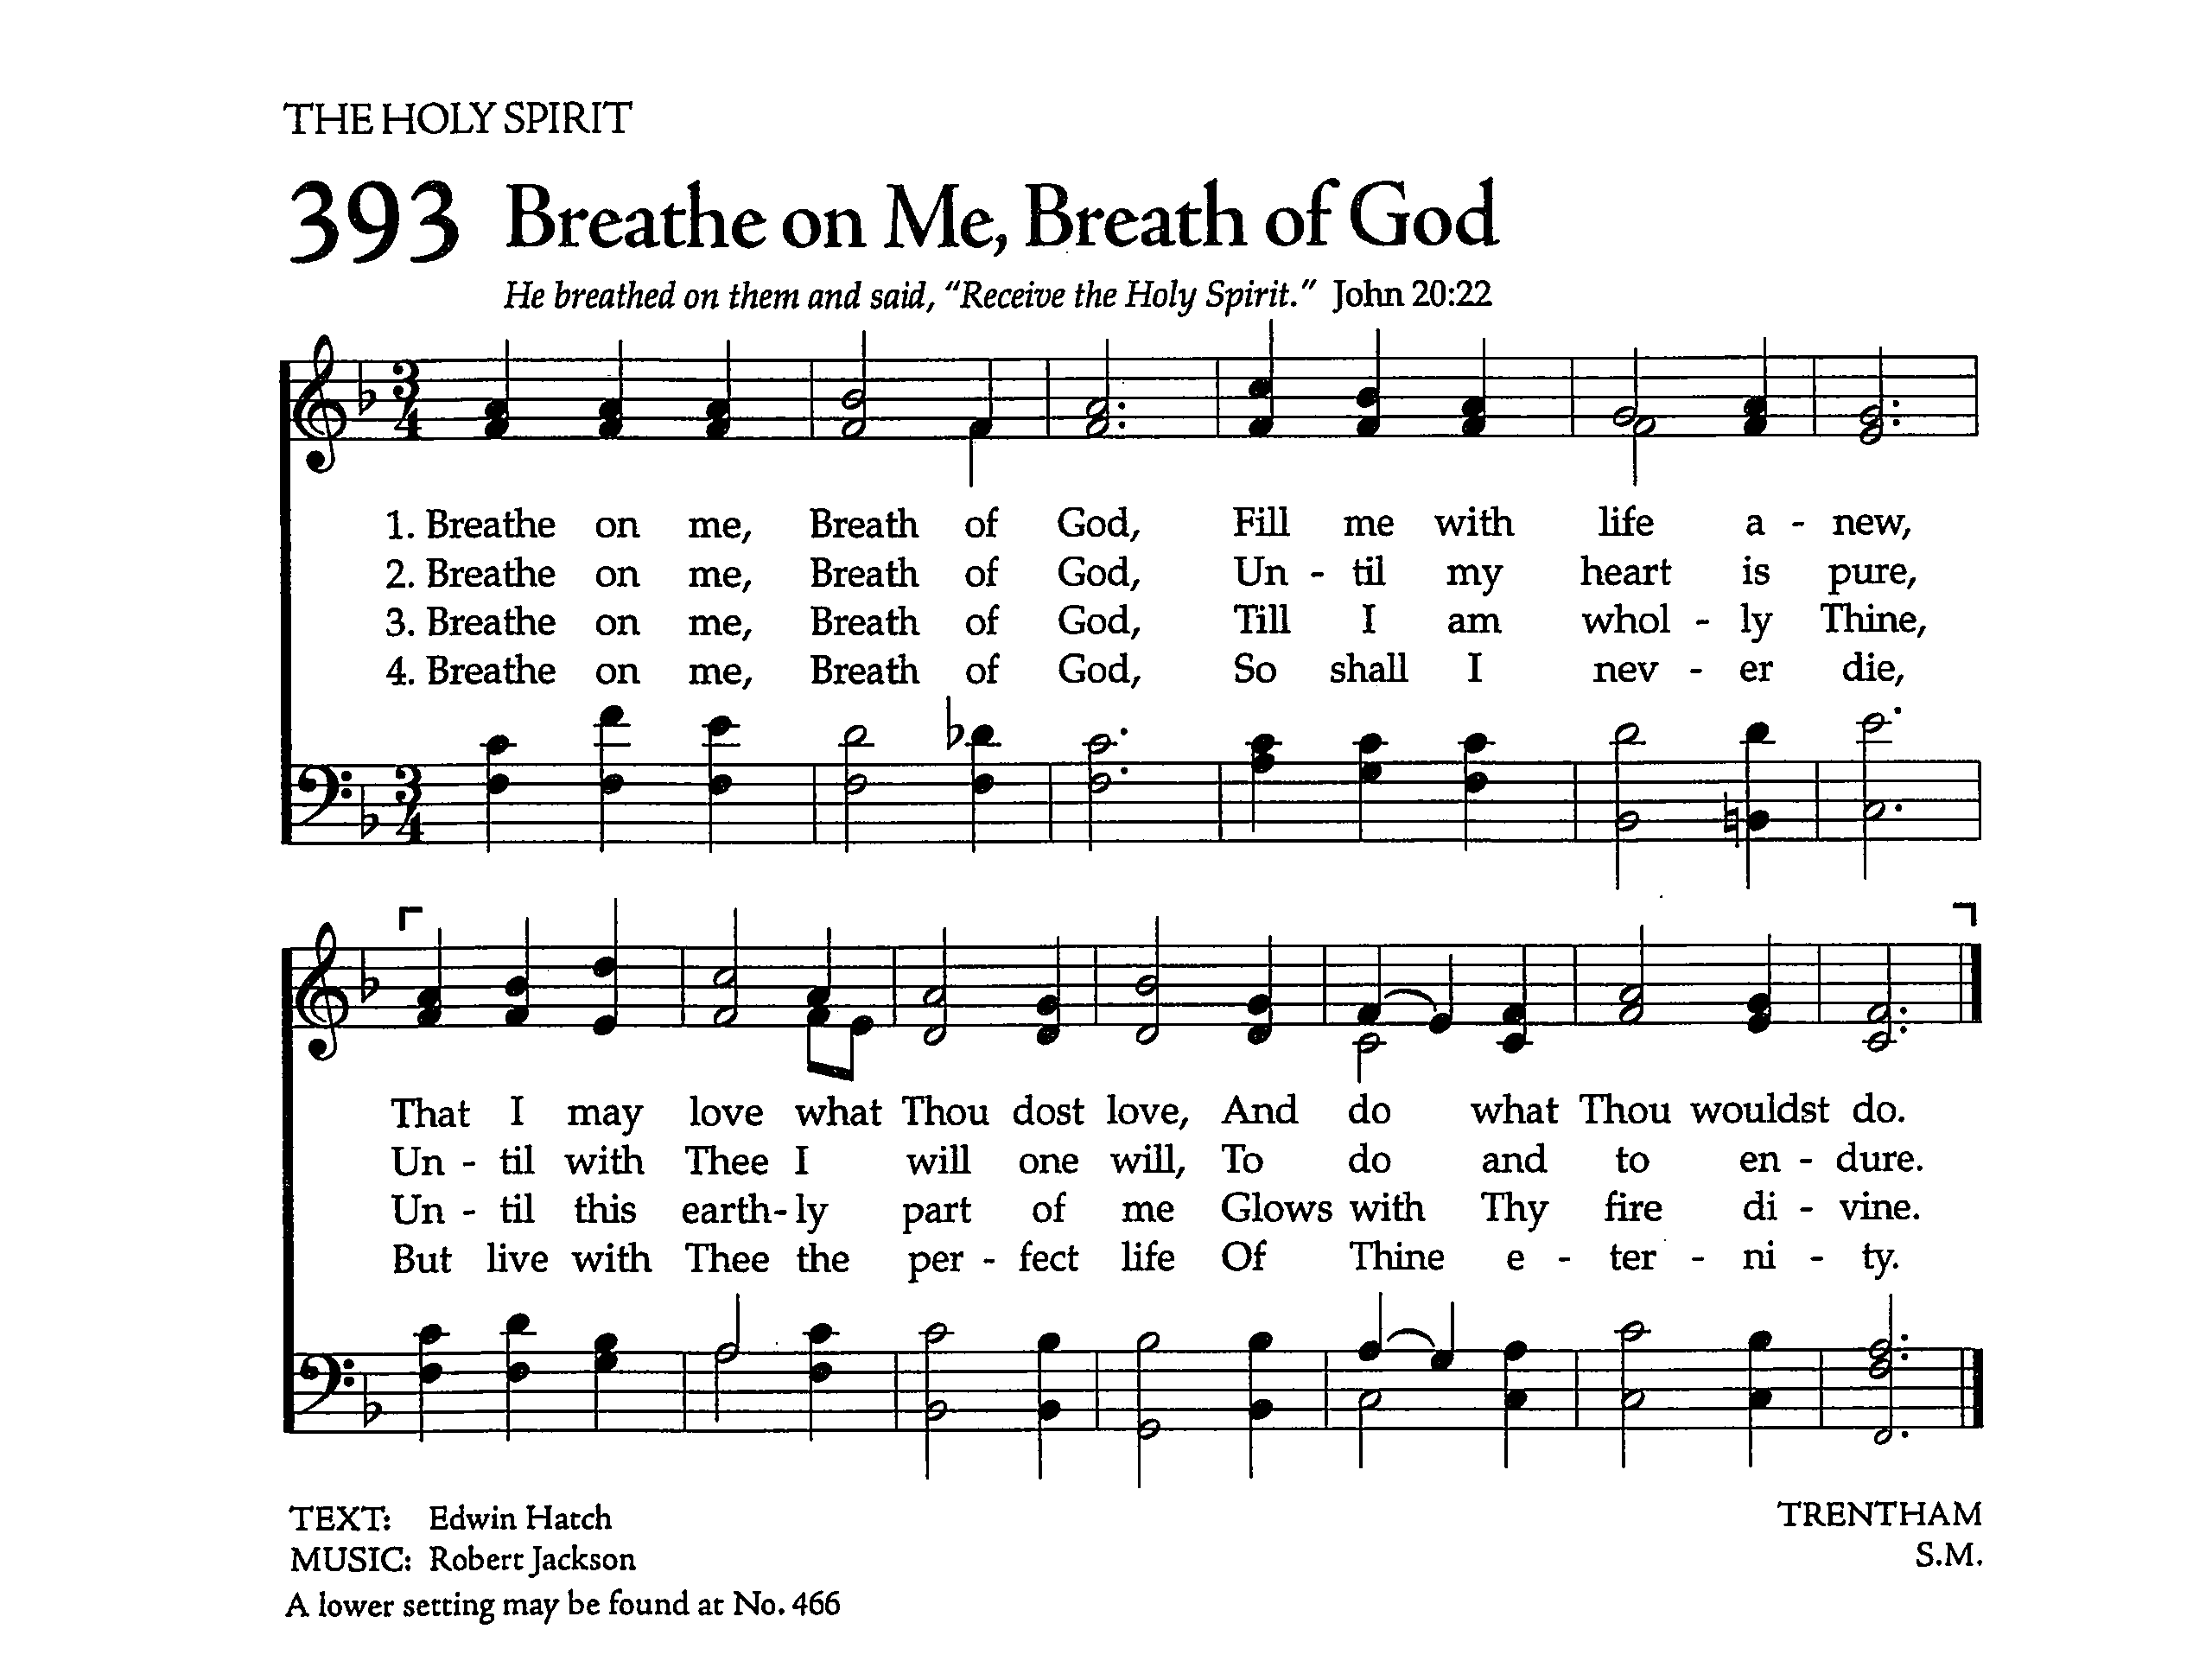 THE HOLY SPIRIT
393 Breathe on Me, Breath of God
He breathed on them and said, "Receive the Holy Spirit." John 20:22
3 4
1. Breathe on me, Breath of God, Fill me with life a - new,
2. Breathe on me, Breath of God, Un - til my heart is pure,
3. Breathe on me, Breath of God, Till I am whol - ly Thine,
4. Breathe on me, Breath of God, So shall I nev - er die,
3 4
That I may love what Thou dost love, And do what Thou wouldst do.
Un - til with Thee I will one will, To do and to en - dure.
Un - til this earth - ly part of me Glows with Thy fire di - vine.
But live with Thee the per - fect life Of Thine e - ter - ni - ty.
TEXT: Edwin Hatch
MUSIC: Robert Jackson
A lower setting may be found at No. 466
TRENTHAM
S.M.